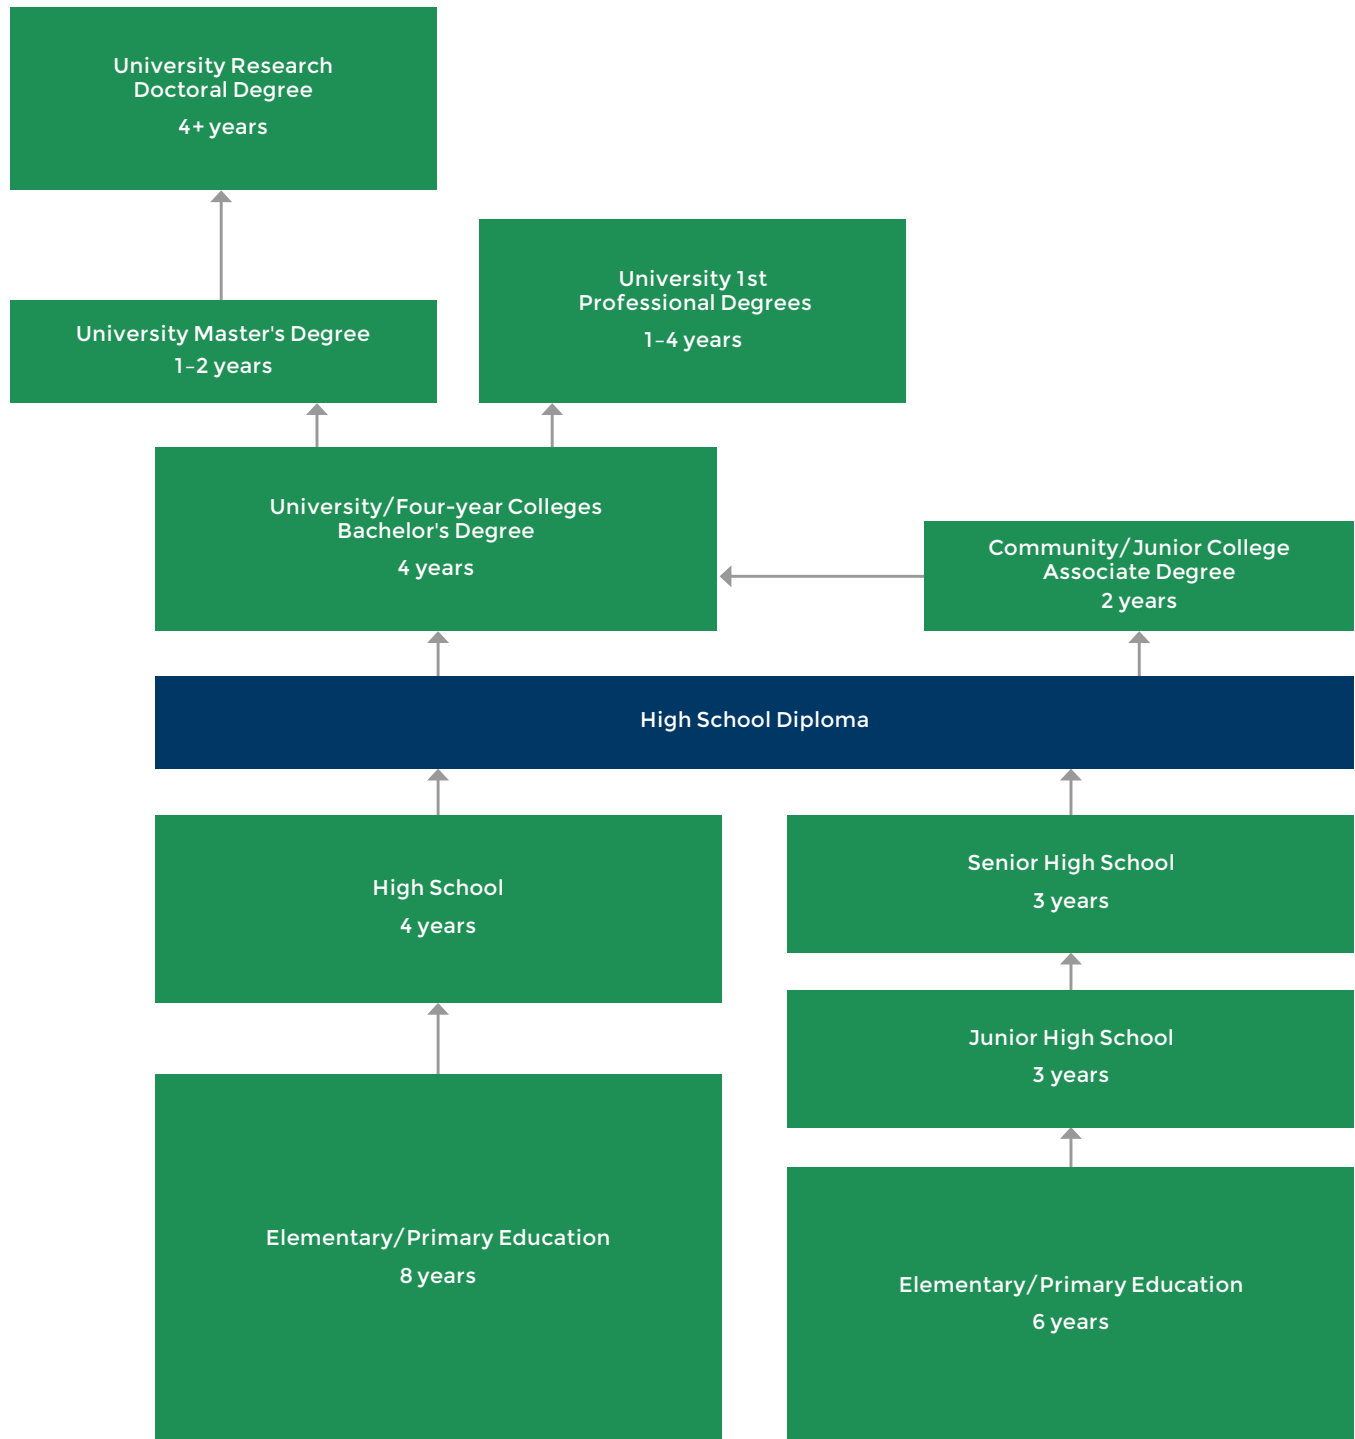 University Research
Doctoral Degree
4+ years
University 1st
Professional Degrees
1–4 years
University Master's Degree
1–2 years
University/Four-year Colleges
Bachelor's Degree
4 years
Community/Junior College
Associate Degree
2 years
High School Diploma
High School
4 years
Senior High School
3 years
Junior High School
3 years
Elementary/Primary Education
8 years
Elementary/Primary Education
6 years